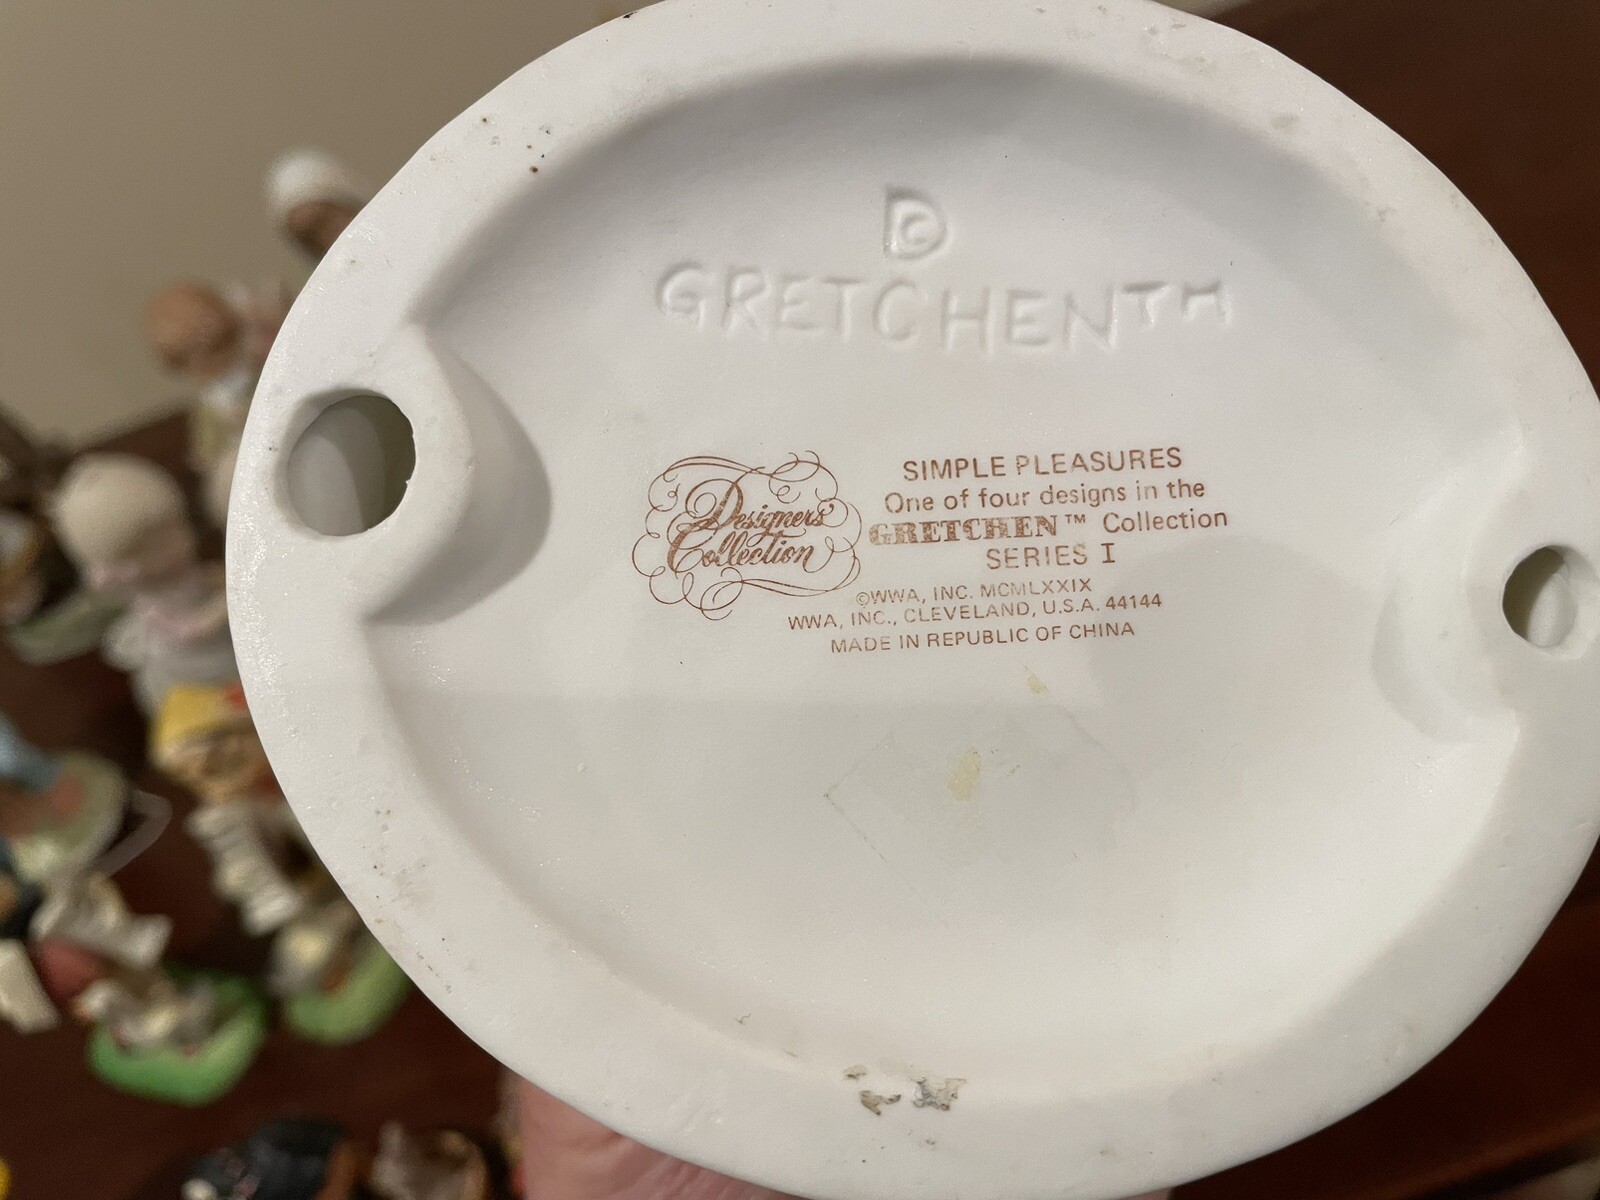 D©
GRETCHEN™
Designers'
Collection
SIMPLE PLEASURES
One of four designs in the
GRETCHEN™ Collection
SERIES I
©WWA, INC. MCMLXXIX
WWA, INC., CLEVELAND, U.S.A. 44144
MADE IN REPUBLIC OF CHINA